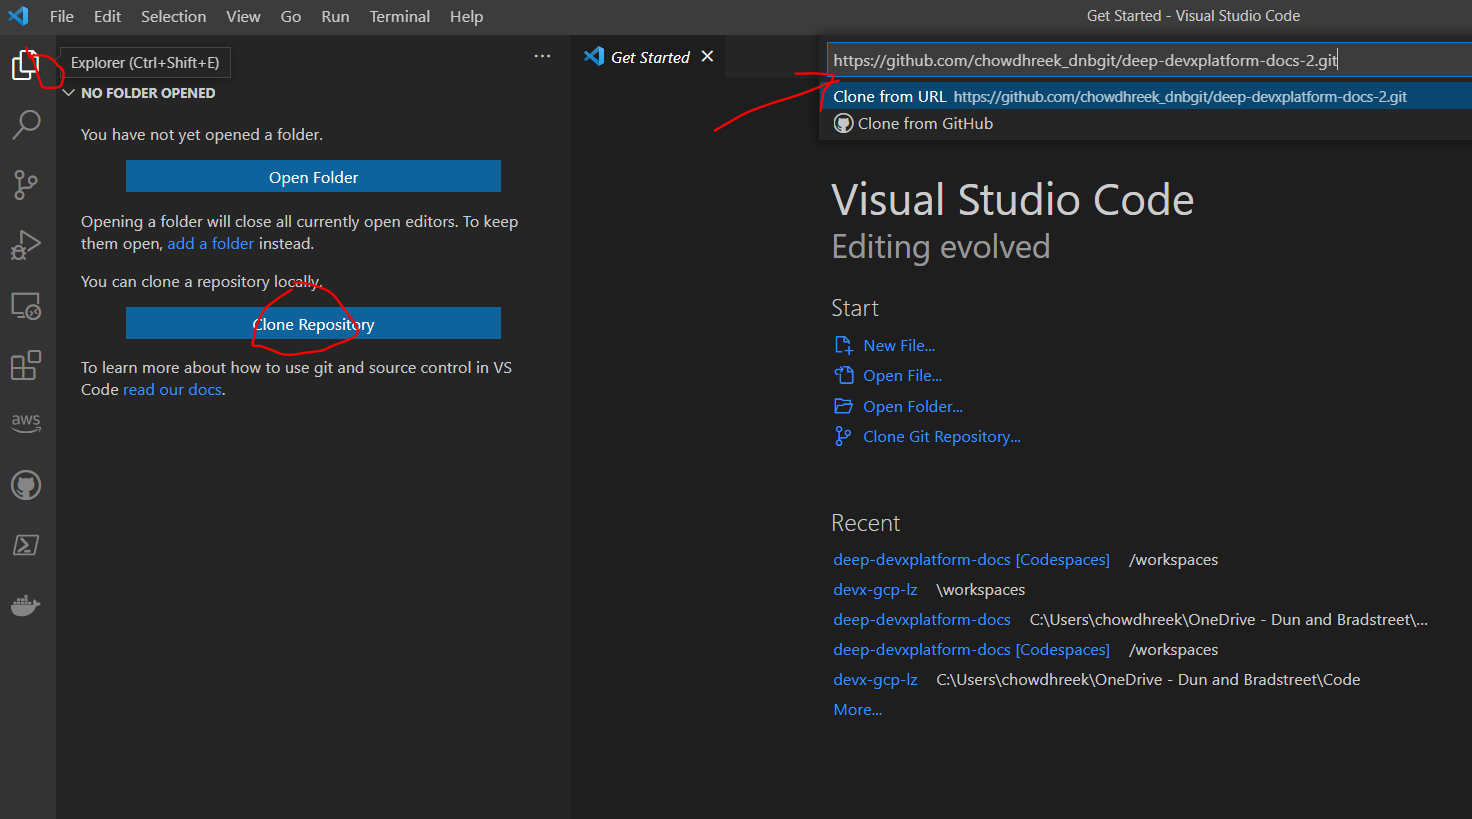 File Edit Selection View Go Run Terminal Help
Get Started - Visual Studio Code
Explorer (Ctrl+Shift+E)
NO FOLDER OPENED
You have not yet opened a folder.
Open Folder
Opening a folder will close all currently open editors. To keep
them open, add a folder instead.
You can clone a repository locally.
Clone Repository
To learn more about how to use git and source control in VS
Code read our docs.
aws
Get Started
https://github.com/chowdhreek_dnbgit/deep-devxplatform-docs-2.git
Clone from URL https://github.com/chowdhreek_dnbgit/deep-devxplatform-docs-2.git
Clone from GitHub
Visual Studio Code
Editing evolved
Start
New File...
Open File...
Open Folder...
Clone Git Repository...
Recent
deep-devxplatform-docs [Codespaces] /workspaces
devx-gcp-lz \workspaces
deep-devxplatform-docs C:\Users\chowdhreek\OneDrive - Dun and Bradstreet\...
deep-devxplatform-docs [Codespaces] /workspaces
devx-gcp-lz C:\Users\chowdhreek\OneDrive - Dun and Bradstreet\Code
More...